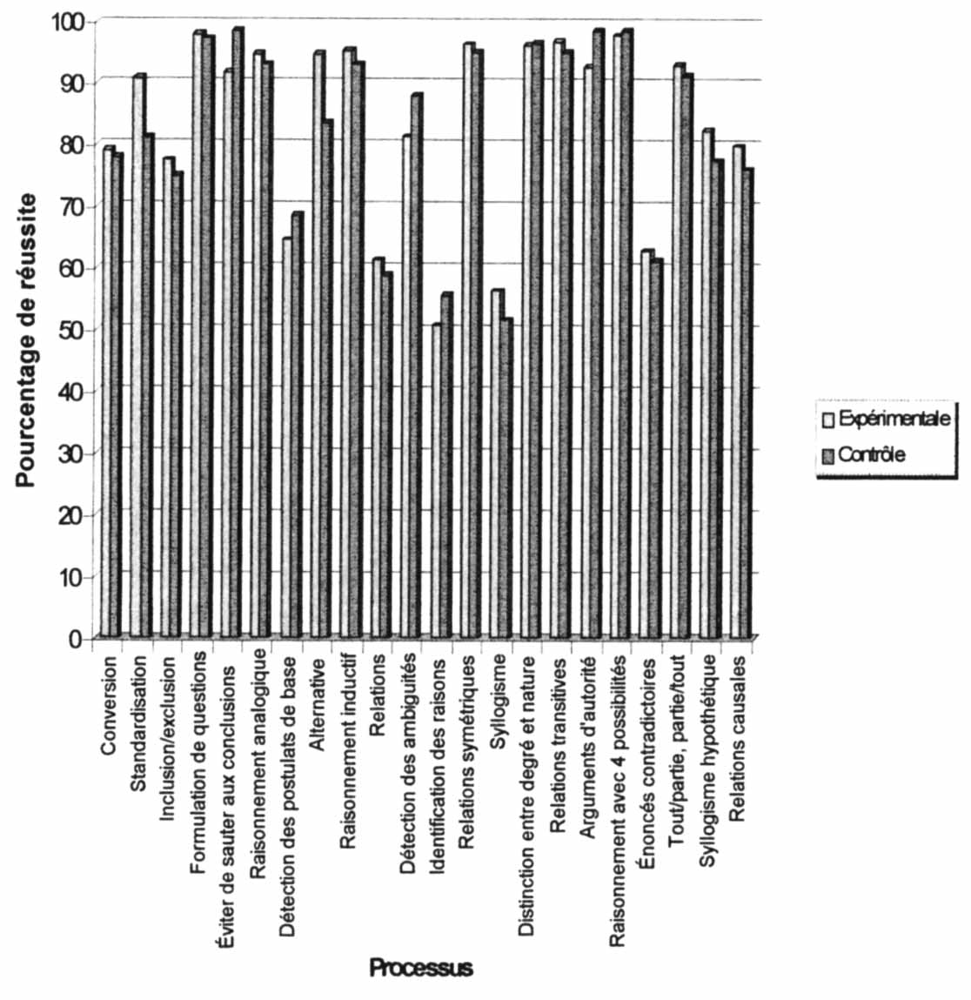 100
90
80
70
60
50
40
30
20
10
0
Pourcentage de réussite
Conversion
Standardisation
Inclusion/exclusion
Formulation de questions
Éviter de sauter aux conclusions
Raisonnement analogique
Détection des postulats de base
Alternative
Raisonnement inductif
Relations
Détection des ambiguités
Identification des raisons
Relations symétriques
Syllogisme
Distinction entre degré et nature
Relations transitives
Arguments d'autorité
Raisonnement avec 4 possibilités
Énoncés contradictoires
Tout/partie, partie/tout
Syllogisme hypothétique
Relations causales
Processus
Expérimentale
Contrôle